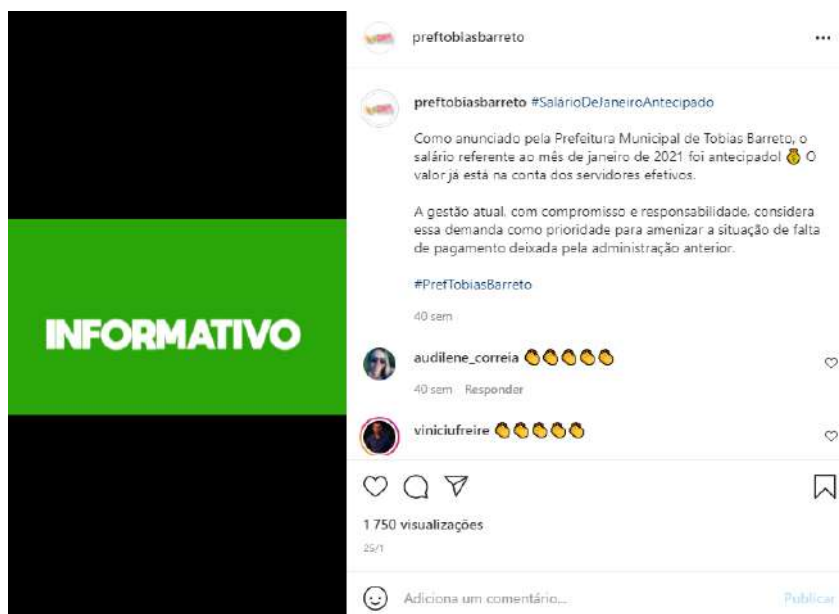 preftobiasbarreto
INFORMATIVO
preftobiasbarreto #SalárioDeJaneiroAntecipado
Como anunciado pela Prefeitura Municipal de Tobias Barreto, o
salário referente ao mês de janeiro de 2021 foi antecipado! 💰 O
valor já está na conta dos servidores efetivos.
A gestão atual, com compromisso e responsabilidade, considera
essa demanda como prioridade para amenizar a situação de falta
de pagamento deixada pela administração anterior.
#PrefTobiasBarreto
40 sem
audilene_correia 👏👏👏👏👏
40 sem Responder
viniciufreire 👏👏👏👏👏
1 750 visualizações
25/1
Adiciona um comentário...
Publicar